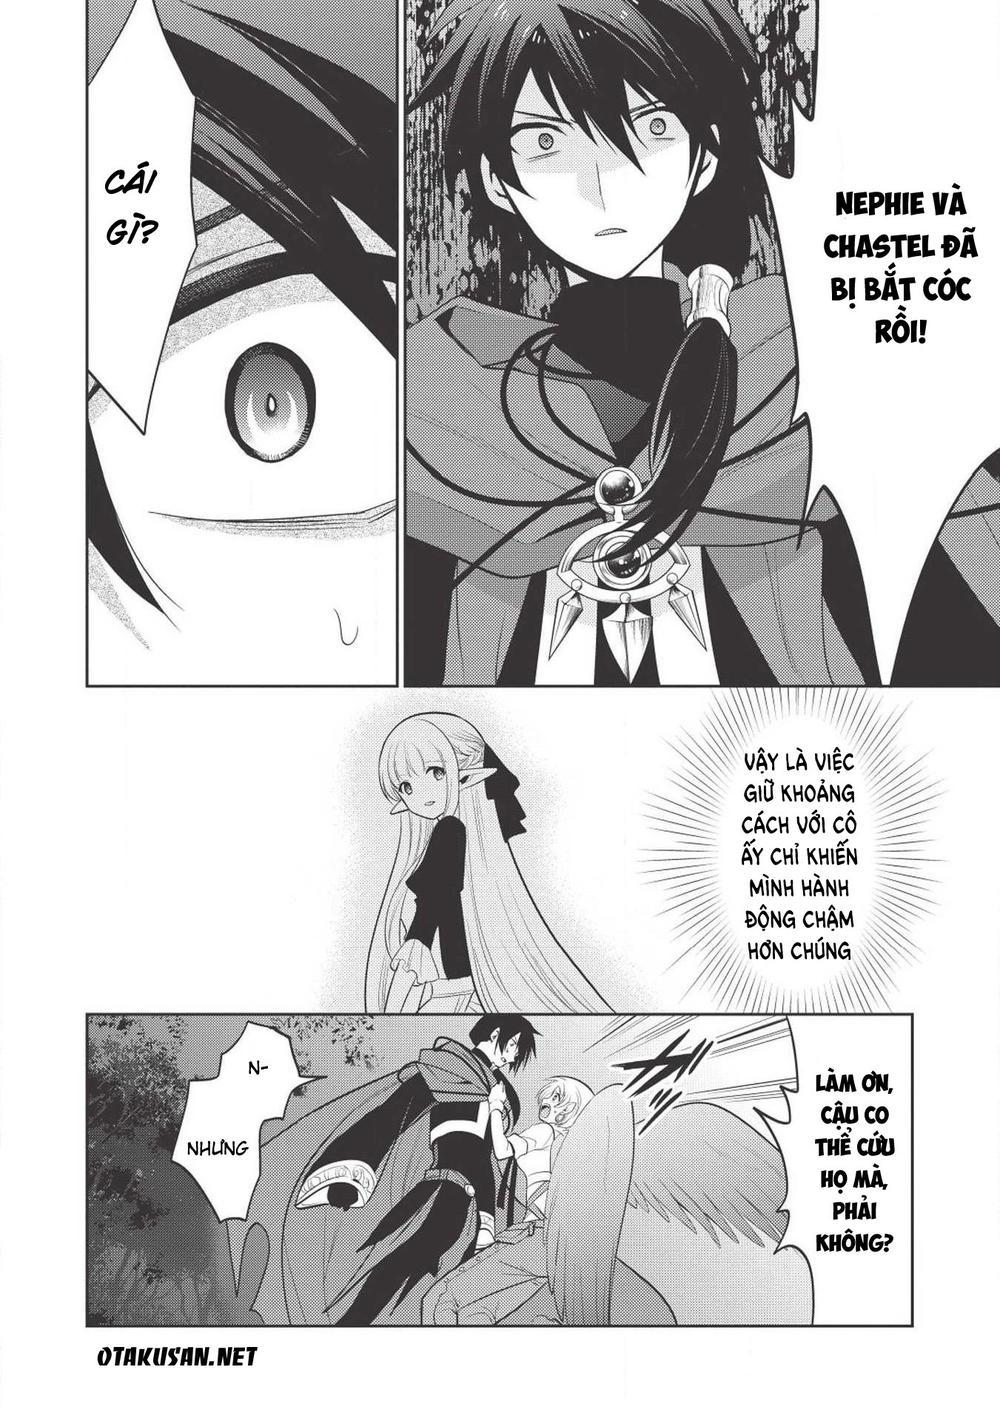 NEPHIE VÀ
CHASTEL ĐÃ
BỊ BẮT CÓC
RỒI!
CÁI
GÌ?
VẬY LÀ VIỆC
GIỮ KHOẢNG
CÁCH VỚI CÔ
ẤY CHỈ KHIẾN
MÌNH HÀNH
ĐỘNG CHẬM
HƠN CHÚNG
LÀM ƠN,
CẬU CO
THỂ CỨU
HỌ MÀ,
PHẢI
KHÔNG?
N-
NHƯNG
OTAKUSAN.NET